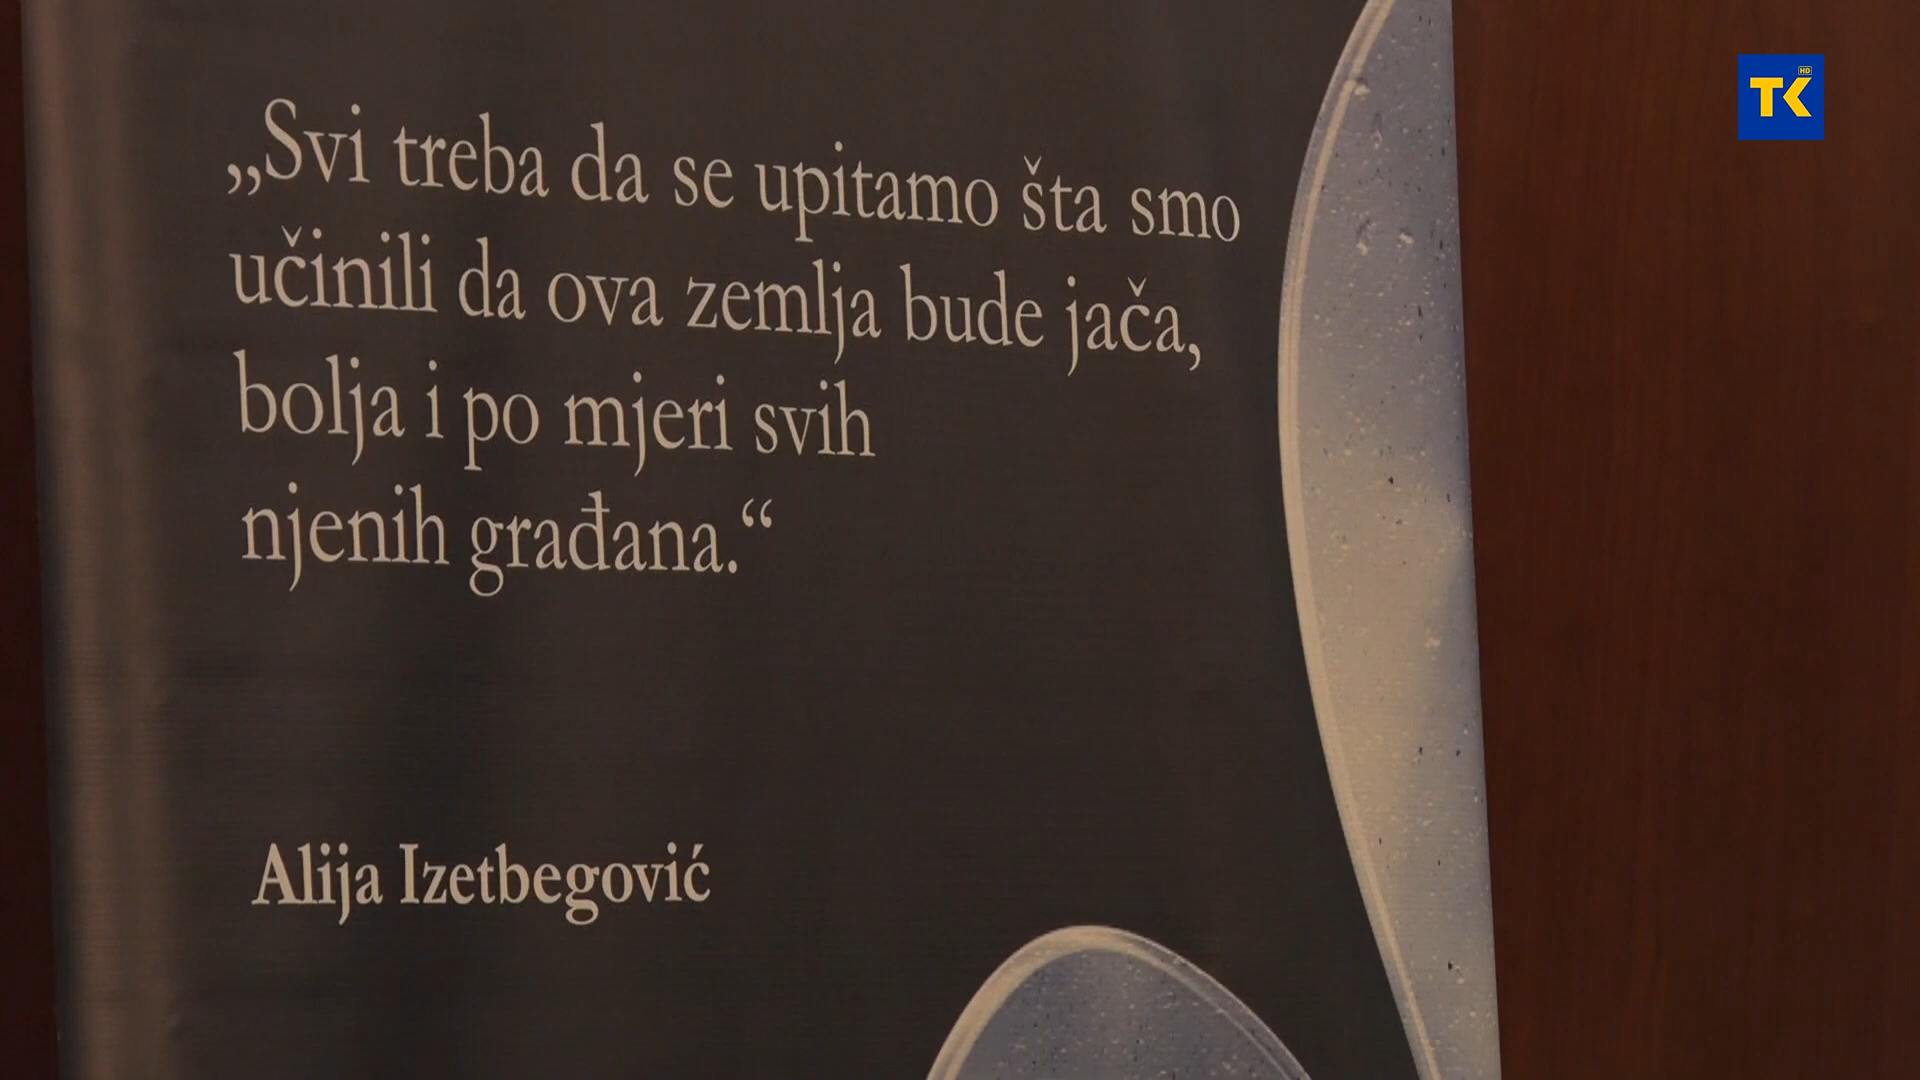 „Svi treba da se upitamo šta smo
učinili da ova zemlja bude jača,
bolja i po mjeri svih
njenih građana.“
Alija Izetbegović
TK HD